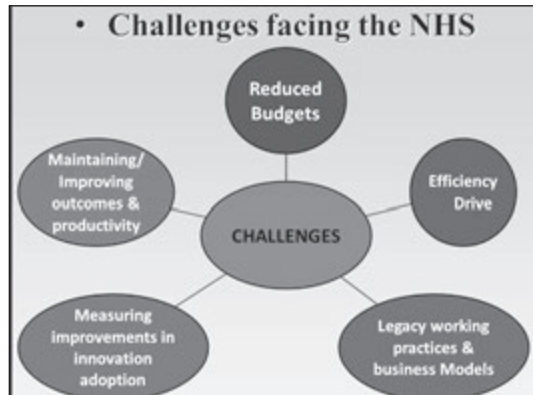 • Challenges facing the NHS
Reduced
Budgets
Maintaining/
Improving
outcomes &
productivity
Efficiency
Drive
CHALLENGES
Measuring
improvements in
innovation
adoption
Legacy working
practices &
business Models